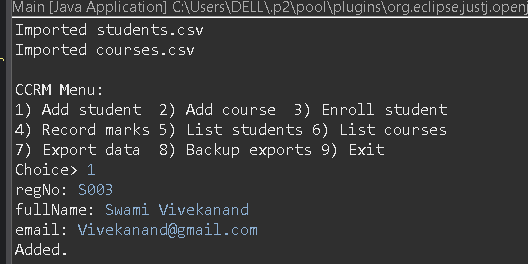 Main [Java Application] C:\Users\DELL\.p2\pool\plugins\org.eclipse.justj.openj
Imported students.csv
Imported courses.csv
CCRM Menu:
1) Add student  2) Add course  3) Enroll student
4) Record marks 5) List students 6) List courses
7) Export data  8) Backup exports 9) Exit
Choice> 1
regNo: S003
fullName: Swami Vivekanand
email: Vivekanand@gmail.com
Added.